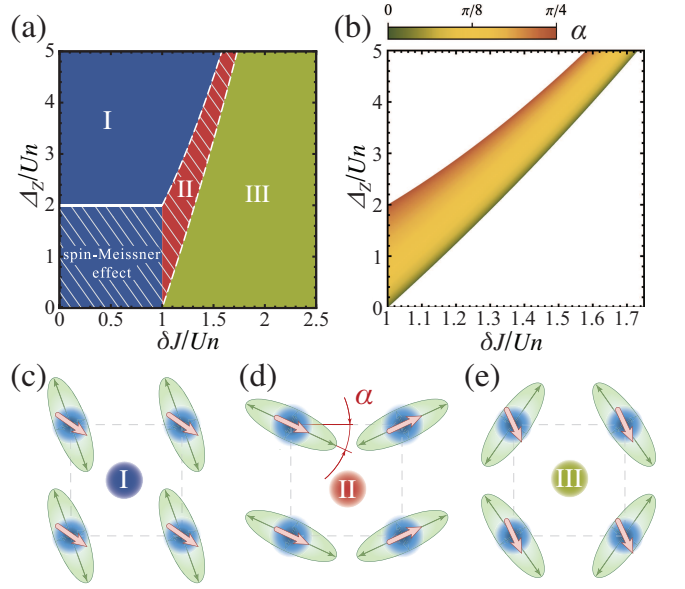 (a)
(b)
0
π/8
π/4
α
5
4
3
2
1
0
Δ_Z/Un
I
II
III
spin-Meissner
effect
0
0.5
1
1.5
2
2.5
δJ/Un
5
4
3
2
1
0
Δ_Z/Un
1
1.1
1.2
1.3
1.4
1.5
1.6
1.7
δJ/Un
(c)
(d)
(e)
α
I
II
III